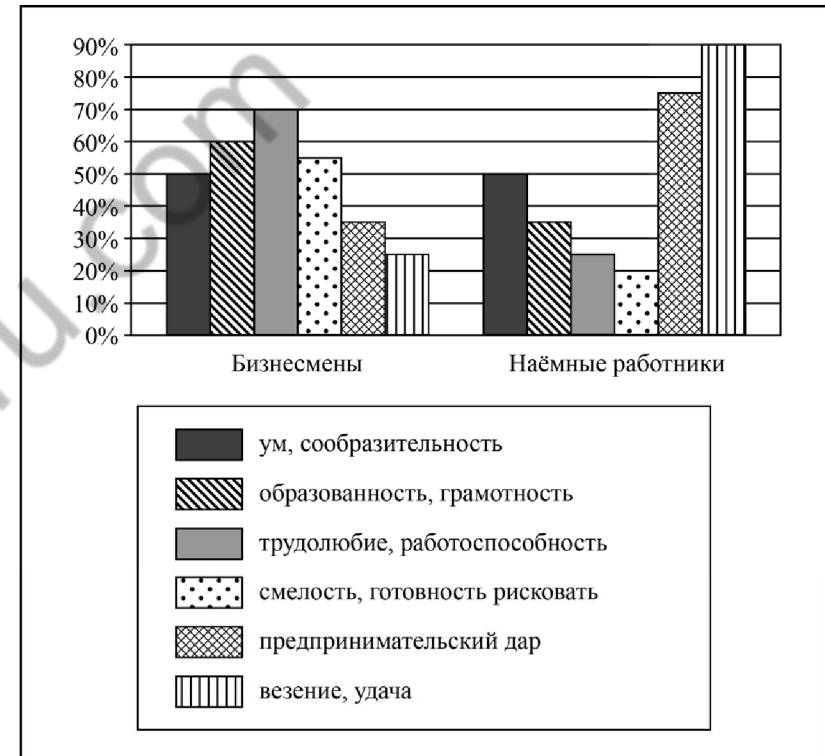 90%
80%
70%
60%
50%
40%
30%
20%
10%
0%
Бизнесмены Наёмные работники
ум, сообразительность
образованность, грамотность
трудолюбие, работоспособность
смелость, готовность рисковать
предпринимательский дар
везение, удача
u.com